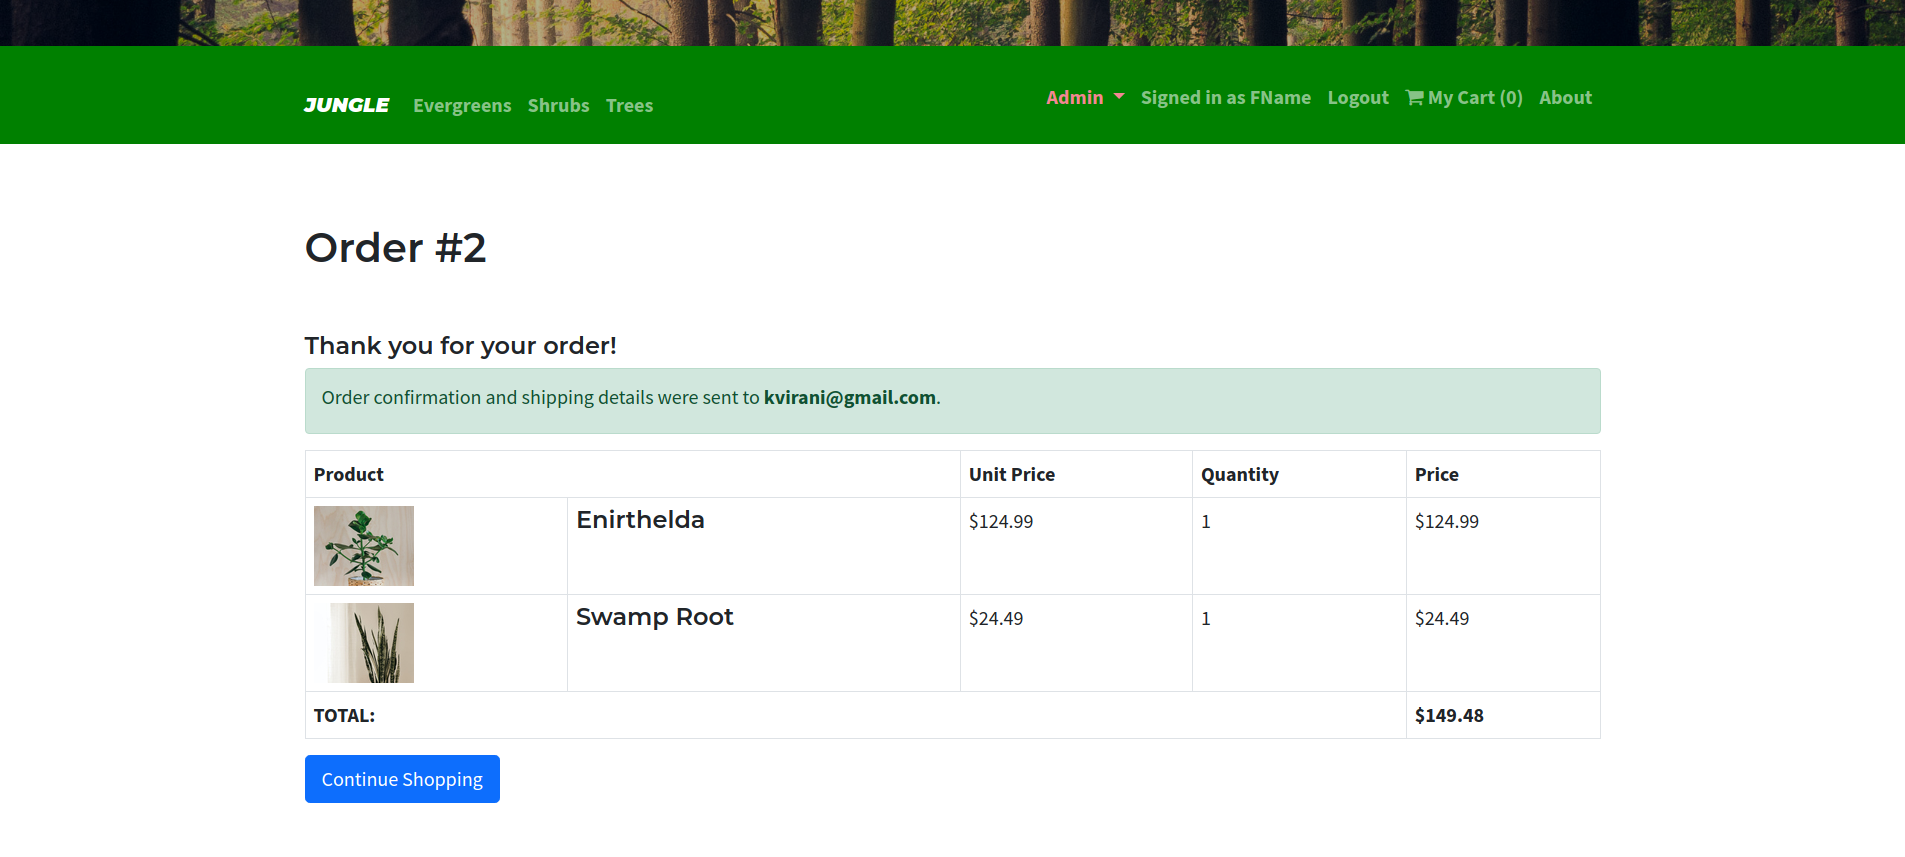 JUNGLE Evergreens Shrubs Trees Admin Signed in as FName Logout My Cart (0) About
Order #2
Thank you for your order!
Order confirmation and shipping details were sent to kvirani@gmail.com.
Product Unit Price Quantity Price
Enirthelda $124.99 1 $124.99
Swamp Root $24.49 1 $24.49
TOTAL: $149.48
Continue Shopping